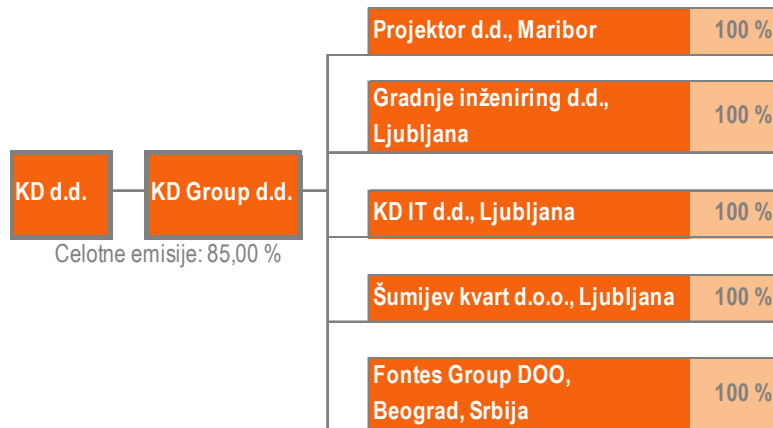 KD d.d.
KD Group d.d.
Celotne emisije: 85,00 %
Projektor d.d., Maribor 100 %
Gradnje inženiring d.d.,
Ljubljana 100 %
KD IT d.d., Ljubljana 100 %
Šumijev kvart d.o.o., Ljubljana 100 %
Fontes Group DOO,
Beograd, Srbija 100 %